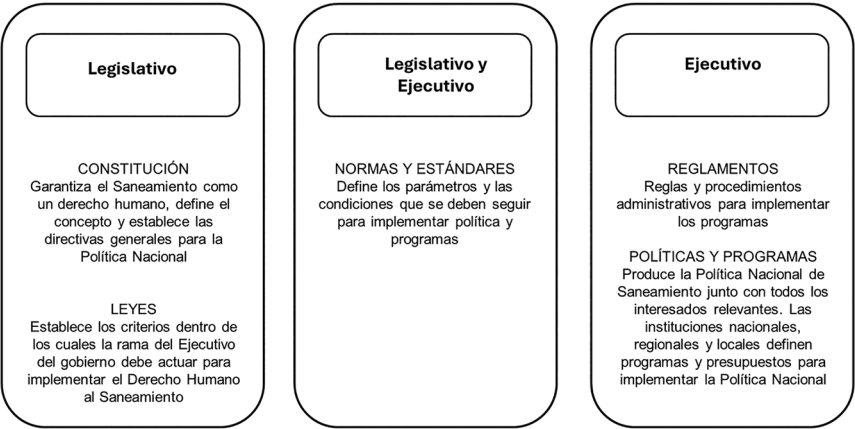 Legislativo
CONSTITUCIÓN
Garantiza el Saneamiento como
un derecho humano, define el
concepto y establece las
directivas generales para la
Política Nacional
LEYES
Establece los criterios dentro de
los cuales la rama del Ejecutivo
del gobierno debe actuar para
implementar el Derecho Humano
al Saneamiento
Legislativo y
Ejecutivo
NORMAS Y ESTÁNDARES
Define los parámetros y las
condiciones que se deben seguir
para implementar política y
programas
Ejecutivo
REGLAMENTOS
Reglas y procedimientos
administrativos para implementar
los programas
POLÍTICAS Y PROGRAMAS
Produce la Política Nacional de
Saneamiento junto con todos los
interesados relevantes. Las
instituciones nacionales,
regionales y locales definen
programas y presupuestos para
implementar la Política Nacional